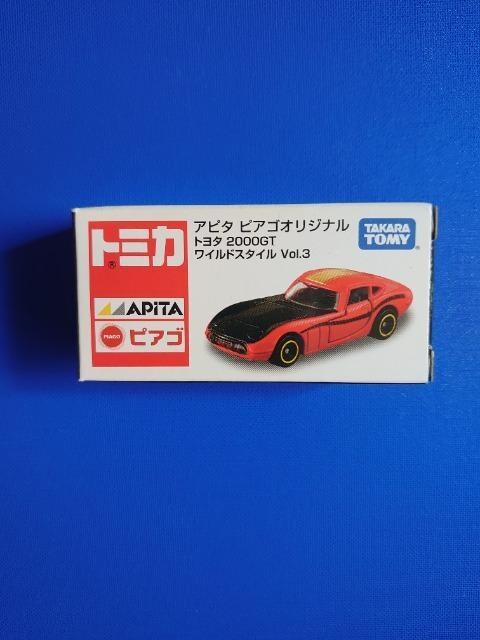 トミカ
®
APiTA
PIAGO
ピアゴ
アピタ ピアゴオリジナル
トヨタ 2000GT
ワイルドスタイル Vol.3
TAKARA
TOMY